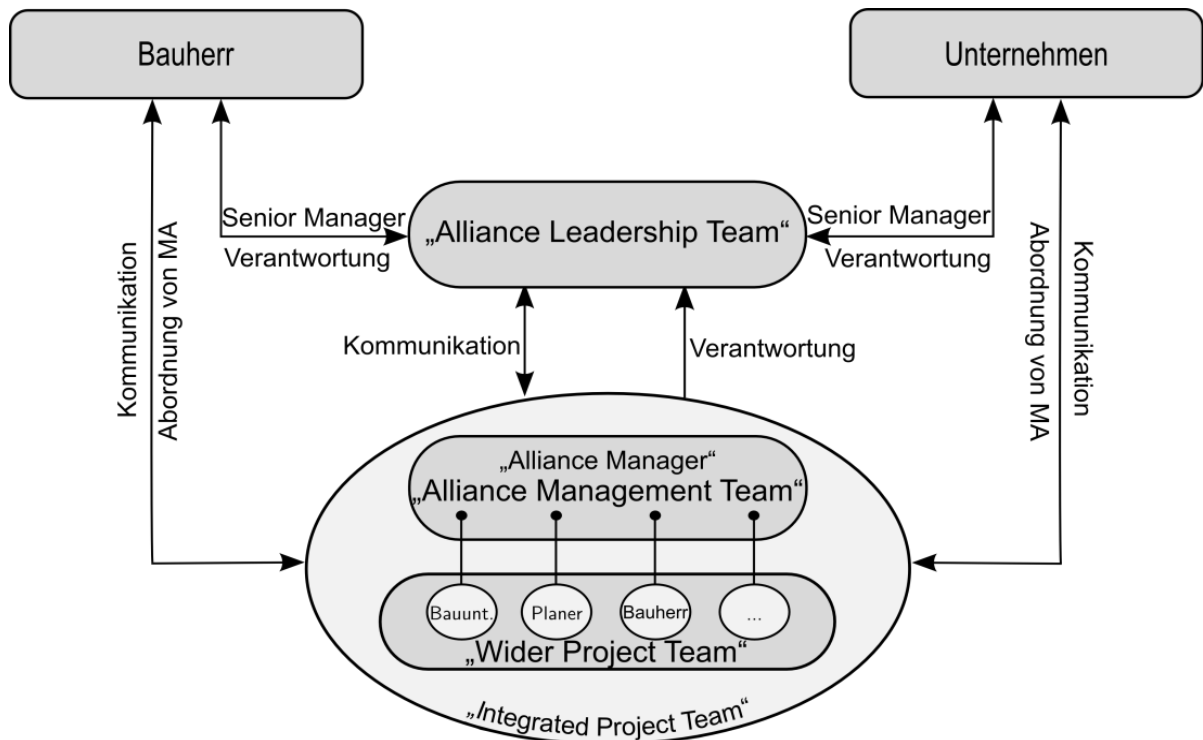 Bauherr
Unternehmen
Senior Manager
Verantwortung
„Alliance Leadership Team“
Senior Manager
Verantwortung
Kommunikation
Abordnung von MA
Kommunikation
Verantwortung
Abordnung von MA
Kommunikation
„Alliance Manager“
„Alliance Management Team“
Bauunt.
Planer
Bauherr
...
„Wider Project Team“
„Integrated Project Team“